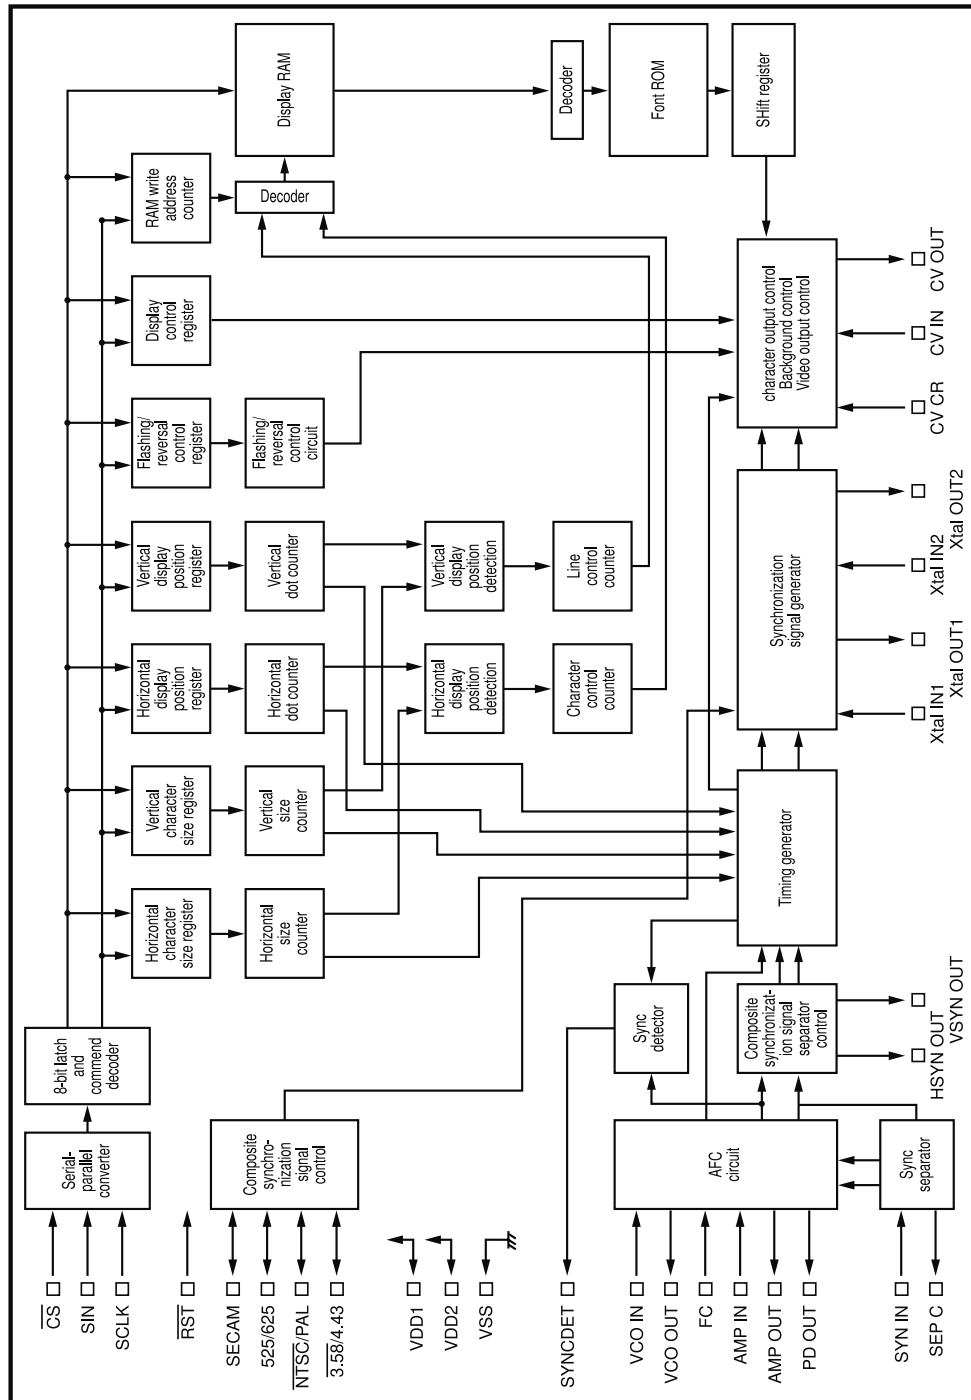 Serial-
parallel
converter
8-bit latch
and
commend
decoder
Horizontal
character
size register
Vertical
character
size register
Horizontal
display
position
register
Vertical
display
position
register
Flashing/
reversal
control
register
Display
control
register
RAM write
address
counter
Display RAM
Decoder
Decoder
Font ROM
SHift register
Horizontal
size
counter
Vertical
size
counter
Horizontal
dot counter
Vertical
dot counter
Flashing/
reversal
control
circuit
Horizontal
display
position
detection
Vertical
display
position
detection
Character
control
counter
Line
control
counter
Composite
synchro-
nization
signal
control
Sync
detector
AFC
circuit
Composite
synchronizat-
ion signal
separator
control
Sync
separator
Timing generator
Synchronization
signal generator
character output control
Background control
Video output control
CS
SIN
SCLK
RST
SECAM
525/625
NTSC/PAL
3.58/4.43
VDD1
VDD2
VSS
SYNCDET
VCO IN
VCO OUT
FC
AMP IN
AMP OUT
PD OUT
SYN IN
SEP C
HSYN OUT
VSYN OUT
Xtal IN1
Xtal OUT1
Xtal IN2
Xtal OUT2
CV CR
CV IN
CV OUT